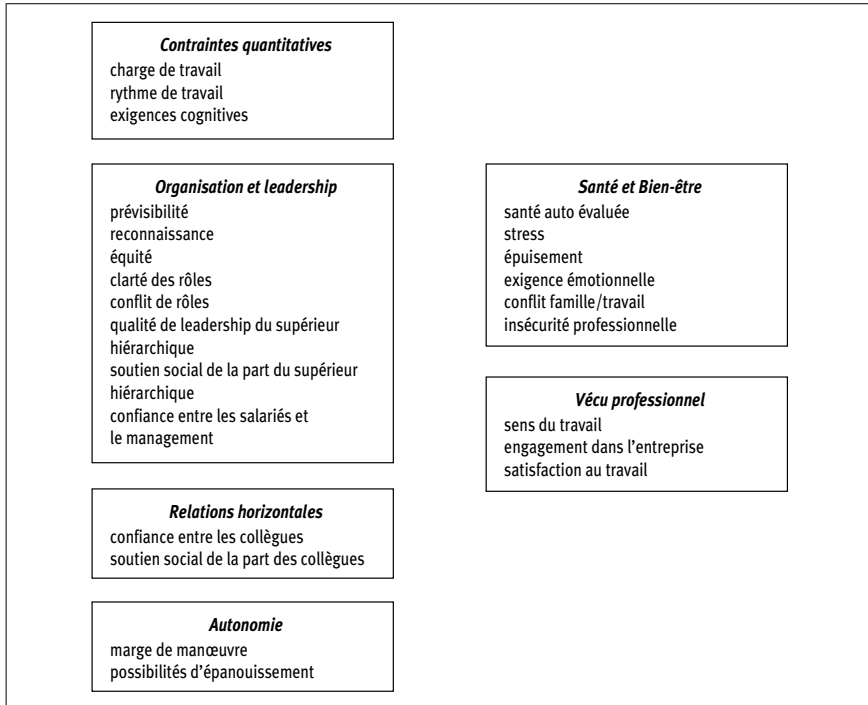 Contraintes quantitatives
charge de travail
rythme de travail
exigences cognitives
Organisation et leadership
prévisibilité
reconnaissance
équité
clarté des rôles
conflit de rôles
qualité de leadership du supérieur
hiérarchique
soutien social de la part du supérieur
hiérarchique
confiance entre les salariés et
le management
Relations horizontales
confiance entre les collègues
soutien social de la part des collègues
Autonomie
marge de manœuvre
possibilités d'épanouissement
Santé et Bien-être
santé auto évaluée
stress
épuisement
exigence émotionnelle
conflit famille/travail
insécurité professionnelle
Vécu professionnel
sens du travail
engagement dans l'entreprise
satisfaction au travail